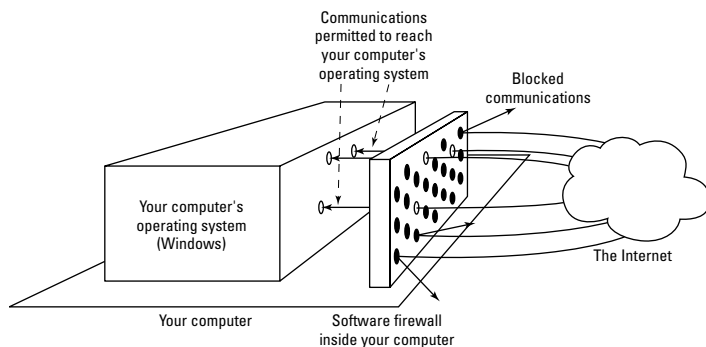 Communications
permitted to reach
your computer's
operating system
Blocked
communications
Your computer's
operating system
(Windows)
The Internet
Your computer
Software firewall
inside your computer